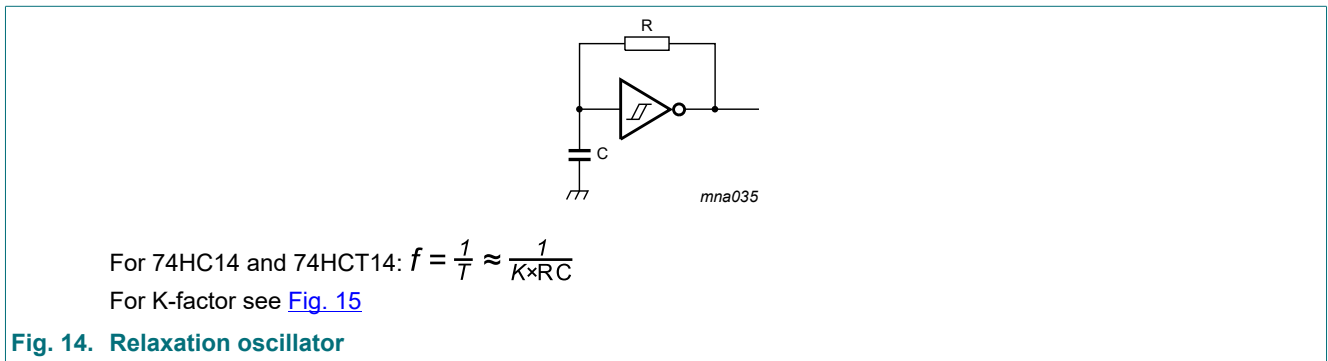 R
C
mna035
For 74HC14 and 74HCT14: f = 1/T ≈ 1/K×RC
For K-factor see Fig. 15
Fig. 14. Relaxation oscillator